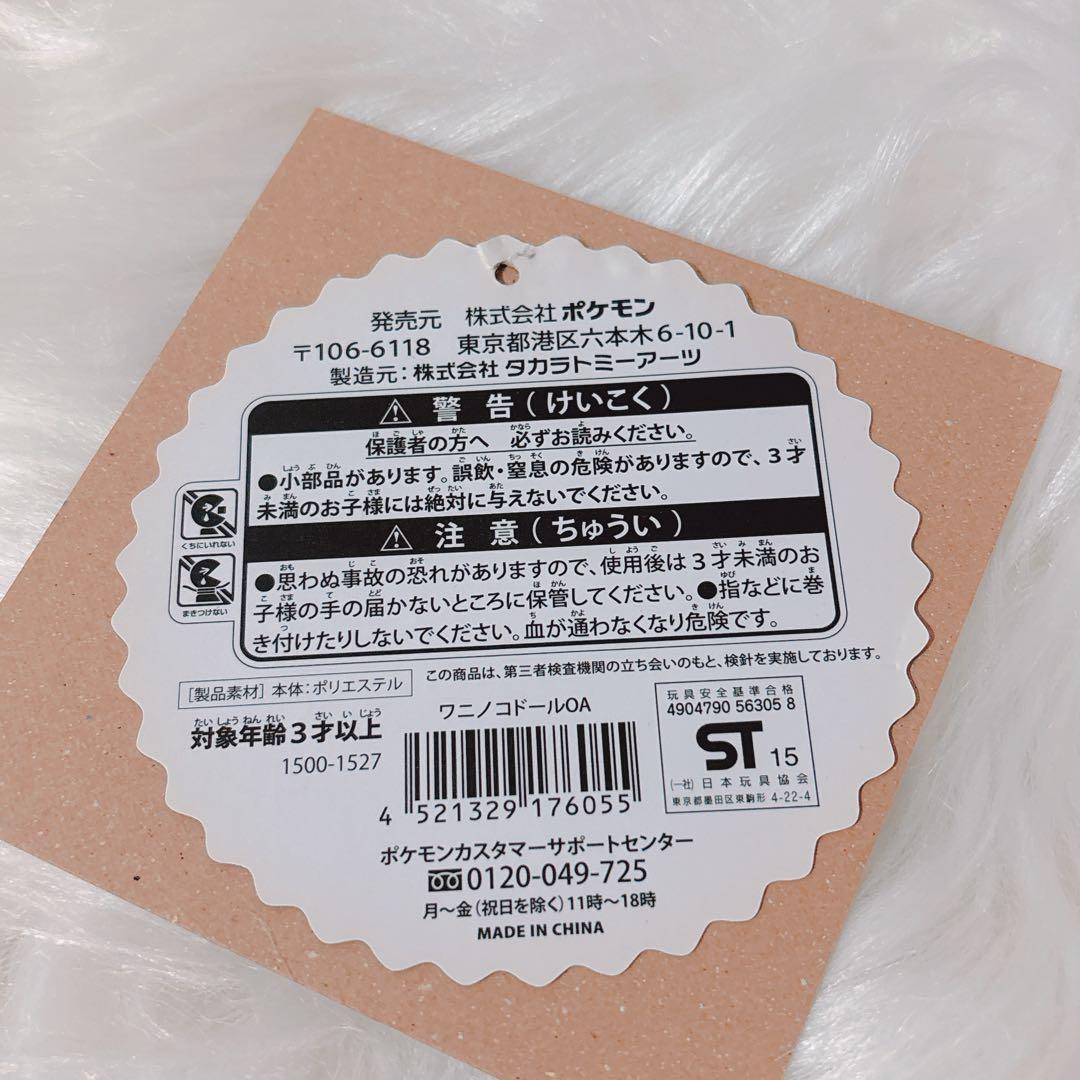 発売元 株式会社 ポケモン
〒106-6118 東京都港区六本木6-10-1
製造元：株式会社 タカラトミーアーツ
警告（けいこく）
保護者の方へ 必ずお読みください。
●小部品があります。誤飲・窒息の危険がありますので、3才
未満のお子様には絶対に与えないでください。
くちにいれない
注意（ちゅうい）
●思わぬ事故の恐れがありますので、使用後は3才未満のお
子様の手の届かないところに保管してください。●指などに巻
き付けたりしないでください。血が通わなくなり危険です。
まきつけない
この商品は、第三者検査機関の立ち会いのもと、検針を実施しております。
［製品素材］本体：ポリエステル
対象年齢3才以上
1500-1527
ワニノコドールOA
4 521329 176055
玩具安全基準合格
4904790 56305 8
ST 15
(一社)日本玩具協会
東京都墨田区東駒形 4-22-4
ポケモンカスタマーサポートセンター
0120-049-725
月～金（祝日を除く）11時～18時
MADE IN CHINA